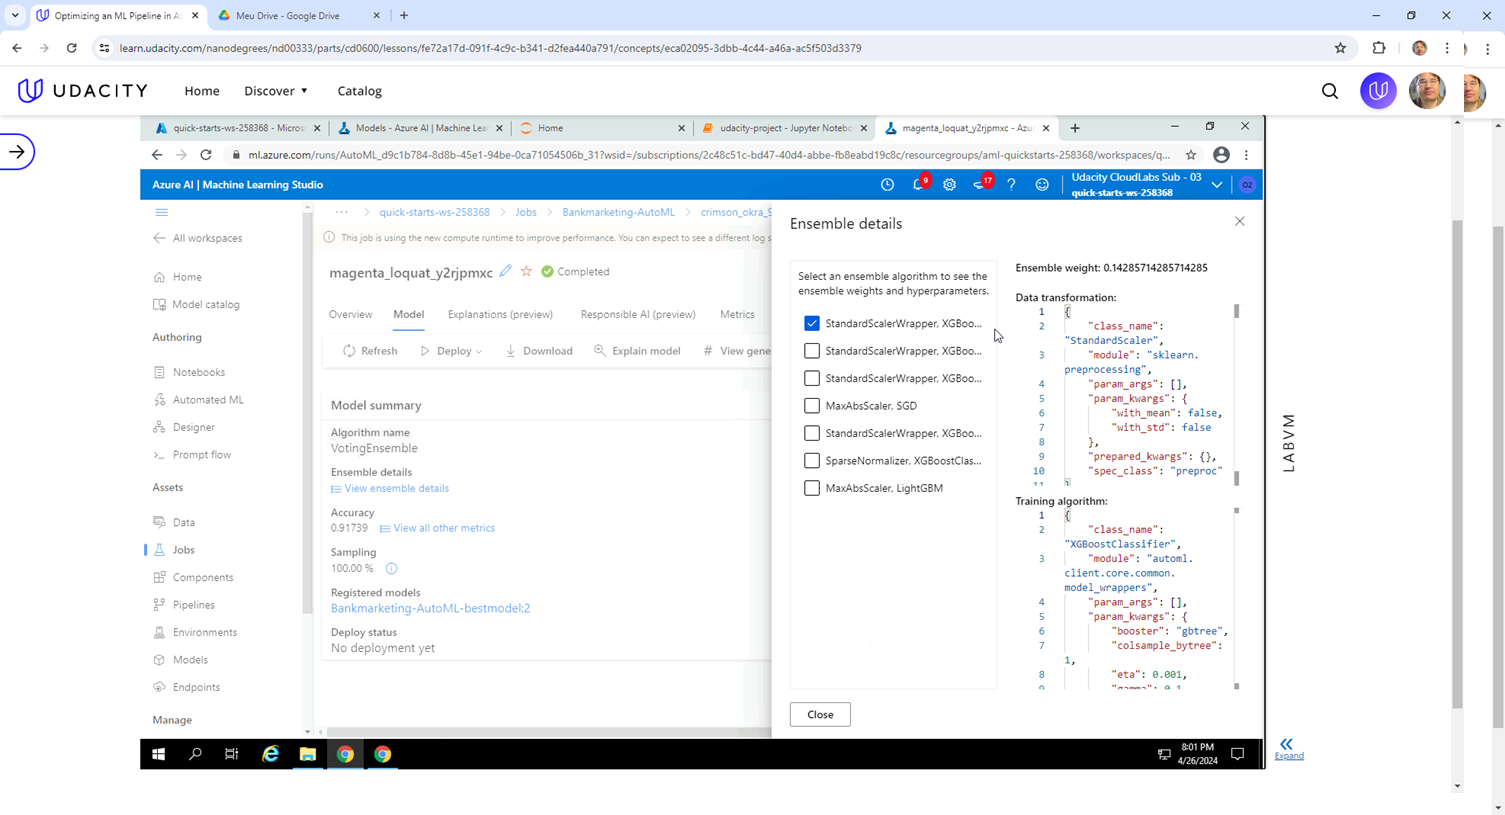 Optimizing an ML Pipeline in Az
Meu Drive - Google Drive
learn.udacity.com/nanodegrees/nd00333/parts/cd0600/lessons/fe72a17d-091f-4c9c-b341-d2fea440a791/concepts/eca02095-3dbb-4c44-a46a-ac5f503d3379
UDACITY
Home
Discover
Catalog
quick-starts-ws-258368 - Micros
Models - Azure AI | Machine Lea
Home
udacity-project - Jupyter Notebo
magenta_loquat_y2rjpmxc - Azu
ml.azure.com/runs/AutoML_d9c1b784-8d8b-45e1-94be-0ca71054506b_31?wsid=/subscriptions/2c48c51c-bd47-40d4-abbe-fb8eabd19c8c/resourcegroups/aml-quickstarts-258368/workspaces/q...
Azure AI | Machine Learning Studio
9
17
?
Udacity CloudLabs Sub - 03
quick-starts-ws-258368
O2
All workspaces
Home
Model catalog
Authoring
Notebooks
Automated ML
Designer
Prompt flow
Assets
Data
Jobs
Components
Pipelines
Environments
Models
Endpoints
Manage
... > quick-starts-ws-258368 > Jobs > Bankmarketing-AutoML > crimson_okra_9
This job is using the new compute runtime to improve performance. You can expect to see a different log s
magenta_loquat_y2rjpmxc
Completed
Overview
Model
Explanations (preview)
Responsible AI (preview)
Metrics
Refresh
Deploy
Download
Explain model
# View gene
Model summary
Algorithm name
VotingEnsemble
Ensemble details
View ensemble details
Accuracy
0.91739
View all other metrics
Sampling
100.00 %
Registered models
Bankmarketing-AutoML-bestmodel:2
Deploy status
No deployment yet
Ensemble details
Select an ensemble algorithm to see the
ensemble weights and hyperparameters.
StandardScalerWrapper, XGBoo...
StandardScalerWrapper, XGBoo...
StandardScalerWrapper, XGBoo...
MaxAbsScaler, SGD
StandardScalerWrapper, XGBoo...
SparseNormalizer, XGBoostClas...
MaxAbsScaler, LightGBM
Close
Ensemble weight: 0.14285714285714285
Data transformation:
1 {
2 "class_name":
"StandardScaler",
3 "module": "sklearn.
preprocessing",
4 "param_args": [],
5 "param_kwargs": {
6 "with_mean": false,
7 "with_std": false
8 },
9 "prepared_kwargs": {},
10 "spec_class": "preproc"
11 }
Training algorithm:
1 {
2 "class_name":
"XGBoostClassifier",
3 "module": "automl.
client.core.common.
model_wrappers",
4 "param_args": [],
5 "param_kwargs": {
6 "booster": "gbtree",
7 "colsample_bytree":
1,
8 "eta": 0.001,
9 "gamma": 0.1
LABVM
8:01 PM
4/26/2024
Expand